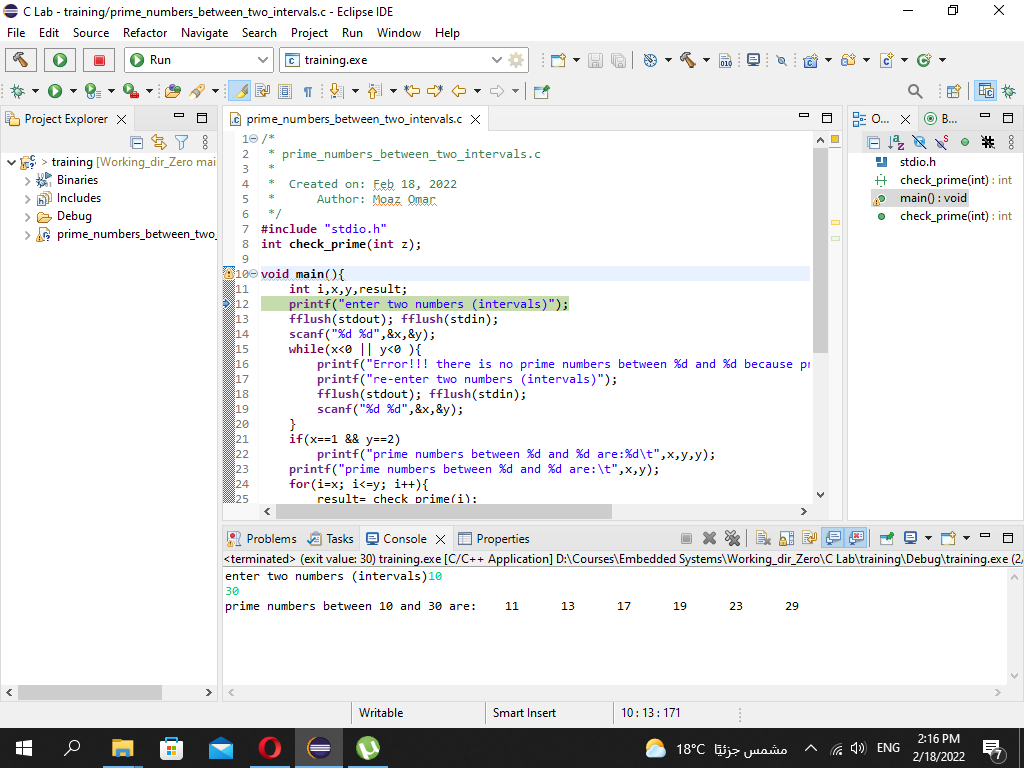 C Lab - training/prime_numbers_between_two_intervals.c - Eclipse IDE
File Edit Source Refactor Navigate Search Project Run Window Help
Run training.exe
010
Project Explorer
training [Working_dir_Zero mai
Binaries
Includes
Debug
prime_numbers_between_two_
prime_numbers_between_two_intervals.c
1 /*
2 * prime_numbers_between_two_intervals.c
3 *
4 * Created on: Feb 18, 2022
5 * Author: Moaz Omar
6 */
7 #include "stdio.h"
8 int check_prime(int z);
9
10 void main(){
11 int i,x,y,result;
12 printf("enter two numbers (intervals)");
13 fflush(stdout); fflush(stdin);
14 scanf("%d %d",&x,&y);
15 while(x<0 || y<0 ){
16 printf("Error!!! there is no prime numbers between %d and %d because pr
17 printf("re-enter two numbers (intervals)");
18 fflush(stdout); fflush(stdin);
19 scanf("%d %d",&x,&y);
20 }
21 if(x==1 && y==2)
22 printf("prime numbers between %d and %d are:%d\t",x,y,y);
23 printf("prime numbers between %d and %d are:\t",x,y);
24 for(i=x; i<=y; i++){
25 result= check_prime(i);
O... B...
stdio.h
check_prime(int) : int
main() : void
check_prime(int) : int
Problems Tasks Console Properties
<terminated> (exit value: 30) training.exe [C/C++ Application] D:\Courses\Embedded Systems\Working_dir_Zero\C Lab\training\Debug\training.exe (2/
enter two numbers (intervals)10
30
prime numbers between 10 and 30 are: 11 13 17 19 23 29
Writable Smart Insert 10 : 13 : 171
18°C مشمس جزئيًا ENG 2:16 PM
2/18/2022
7